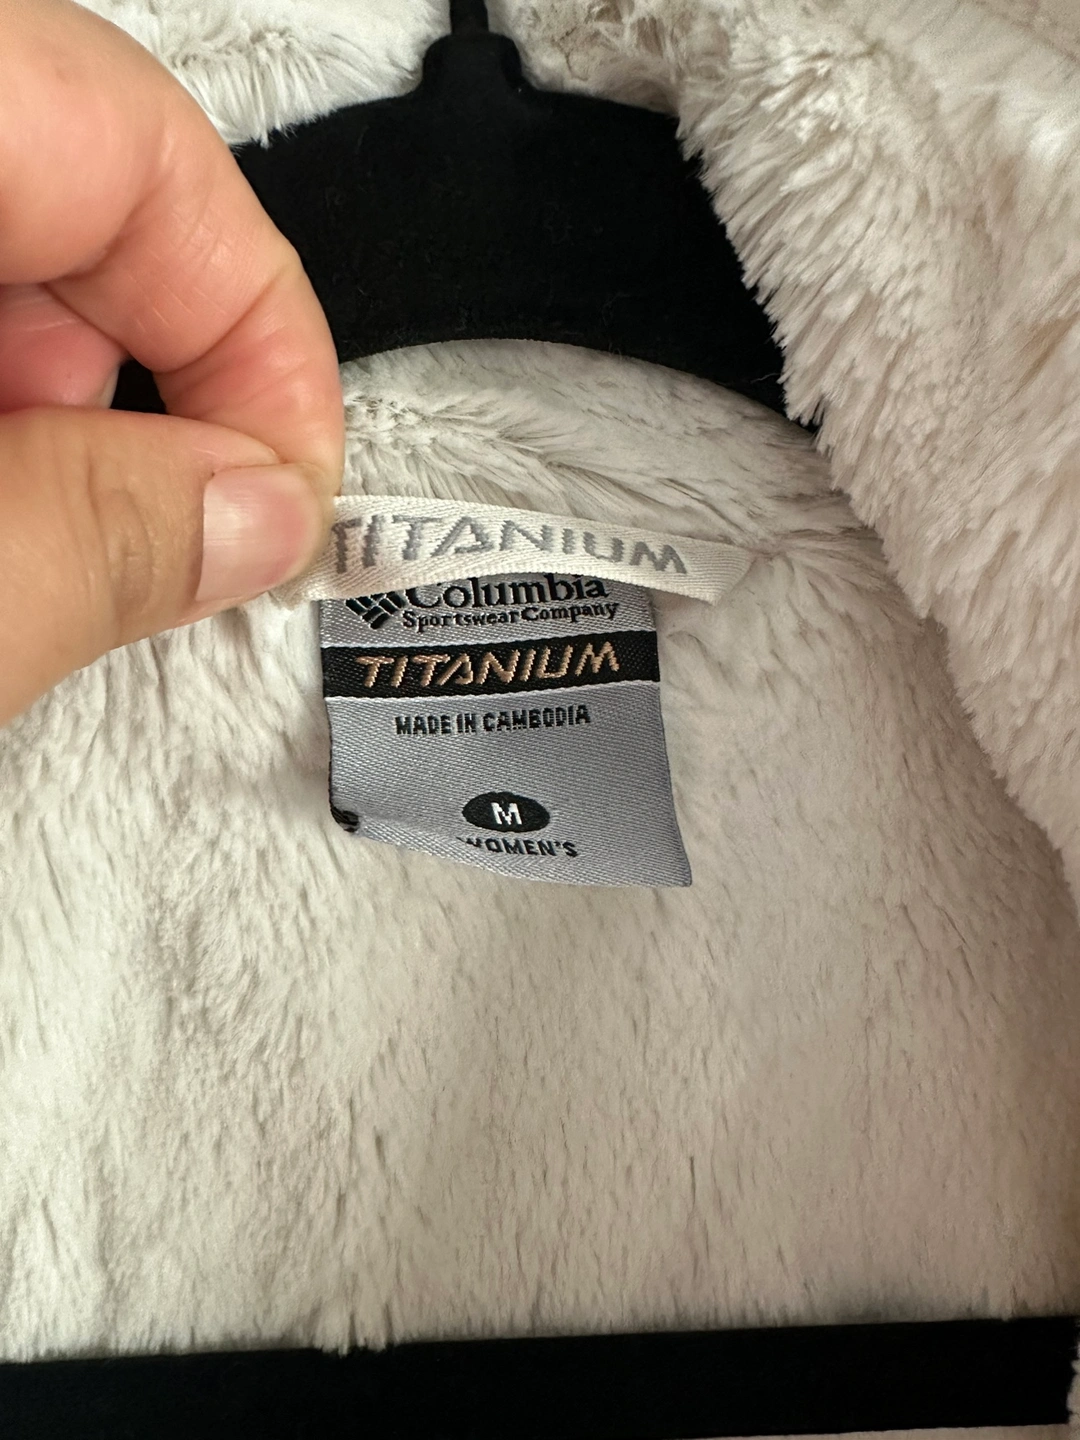 TITANIUM
Columbia
Sportswear Company
TITANIUM
MADE IN CAMBODIA
M
WOMEN'S